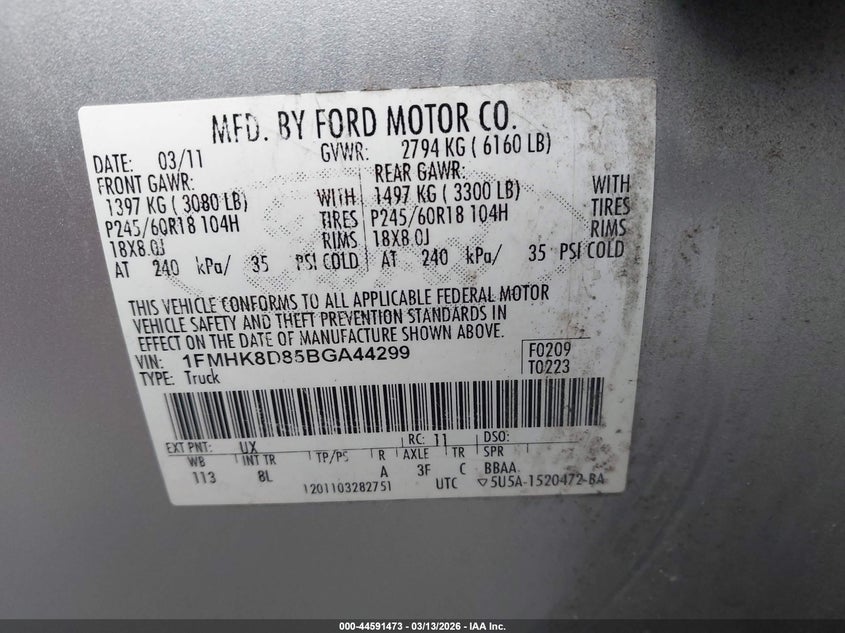 MFD. BY FORD MOTOR CO.
DATE: 03/11 GVWR: 2794 KG ( 6160 LB)
FRONT GAWR: REAR GAWR:
1397 KG ( 3080 LB) WITH 1497 KG ( 3300 LB) WITH
P245/60R18 104H TIRES P245/60R18 104H TIRES
18X8.0J RIMS 18X8.0J RIMS
AT 240 kPa/ 35 PSI COLD AT 240 kPa/ 35 PSI COLD
THIS VEHICLE CONFORMS TO ALL APPLICABLE FEDERAL MOTOR
VEHICLE SAFETY AND THEFT PREVENTION STANDARDS IN
EFFECT ON THE DATE OF MANUFACTURE SHOWN ABOVE.
VIN: 1FMHK8D85BGA44299 F0209
TYPE: Truck T0223
EXT PNT: UX RC: 11 DSO:
WB INT TR TP/PS R AXLE TR SPR
113 8L A 3F C BBAA
1201103282751 UTC ▽5U5A-1520472-BA
000-44591473 | 03/13/2026 | IAA Inc.